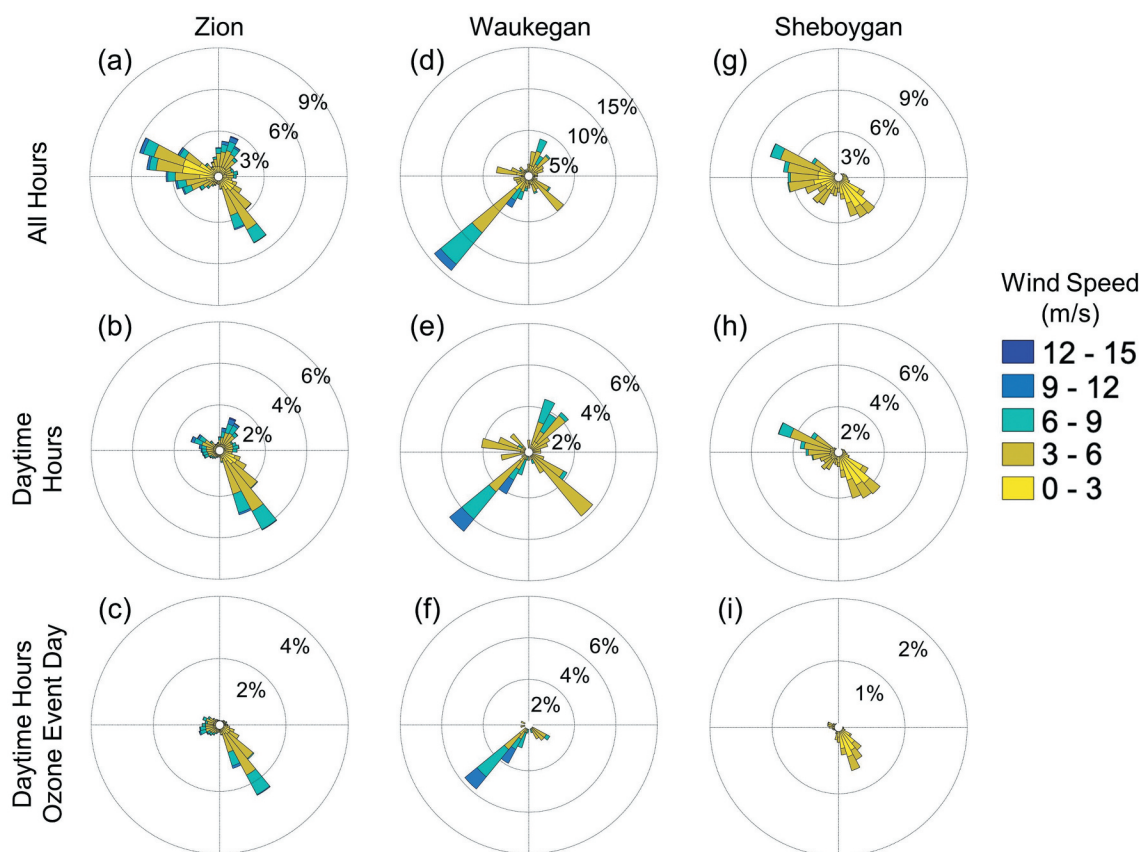 Zion
Waukegan
Sheboygan
All Hours
(a)
9%
6%
3%
(d)
15%
10%
5%
(g)
9%
6%
3%
Daytime
Hours
(b)
6%
4%
2%
(e)
6%
4%
2%
(h)
6%
4%
2%
Daytime Hours
Ozone Event Day
(c)
4%
2%
(f)
6%
4%
2%
(i)
2%
1%
Wind Speed
(m/s)
12 - 15
9 - 12
6 - 9
3 - 6
0 - 3